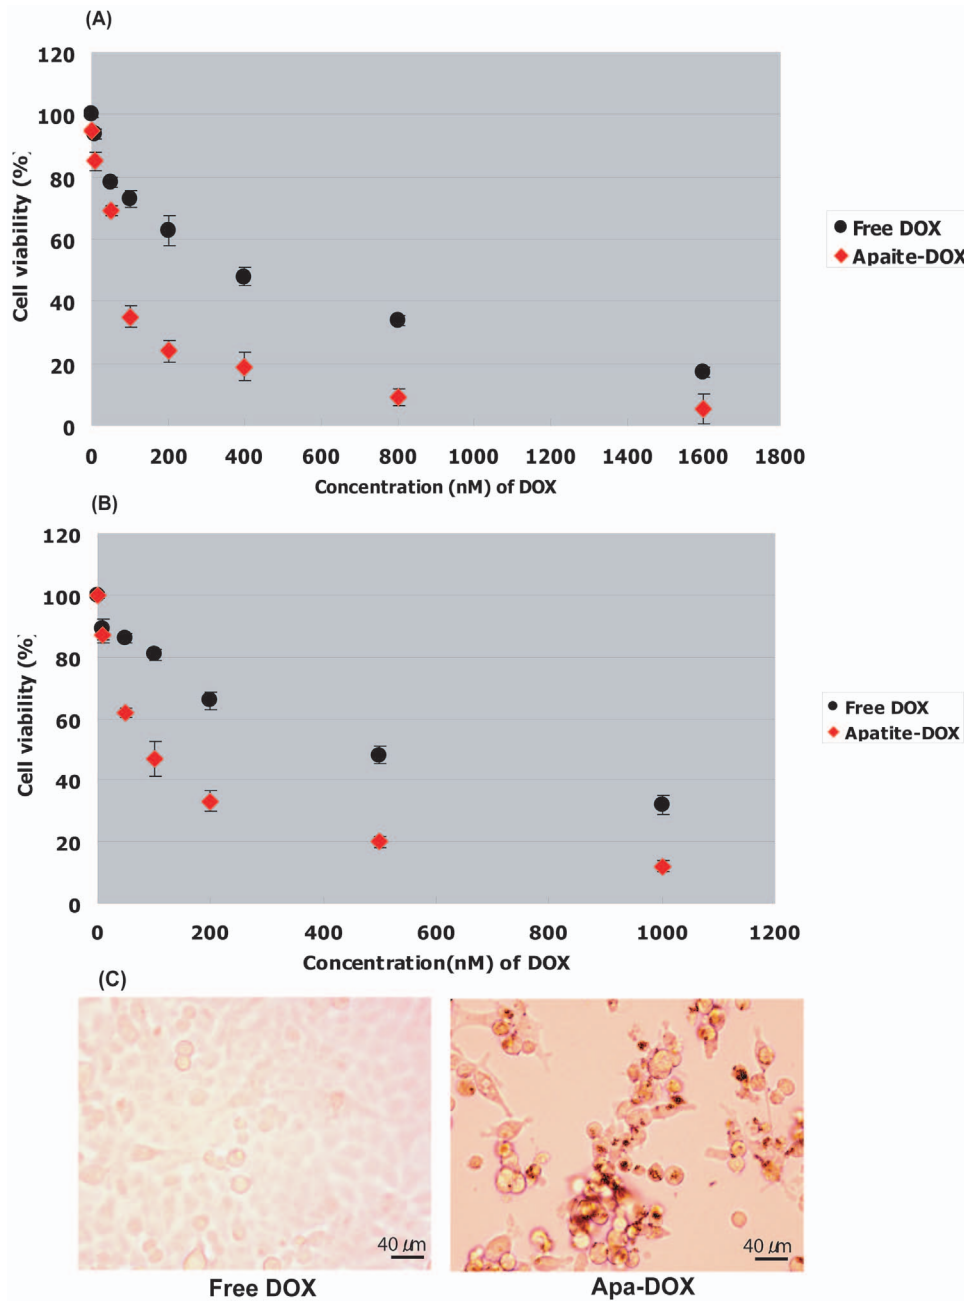 (A)
120
100
80
60
40
20
0
Cell viability (%)
0 200 400 600 800 1000 1200 1400 1600 1800
Concentration (nM) of DOX
Free DOX
Apaite-DOX
(B)
120
100
80
60
40
20
0
Cell viability (%)
0 200 400 600 800 1000 1200
Concentration(nM) of DOX
Free DOX
Apatite-DOX
(C)
40 µm
40 µm
Free DOX
Apa-DOX